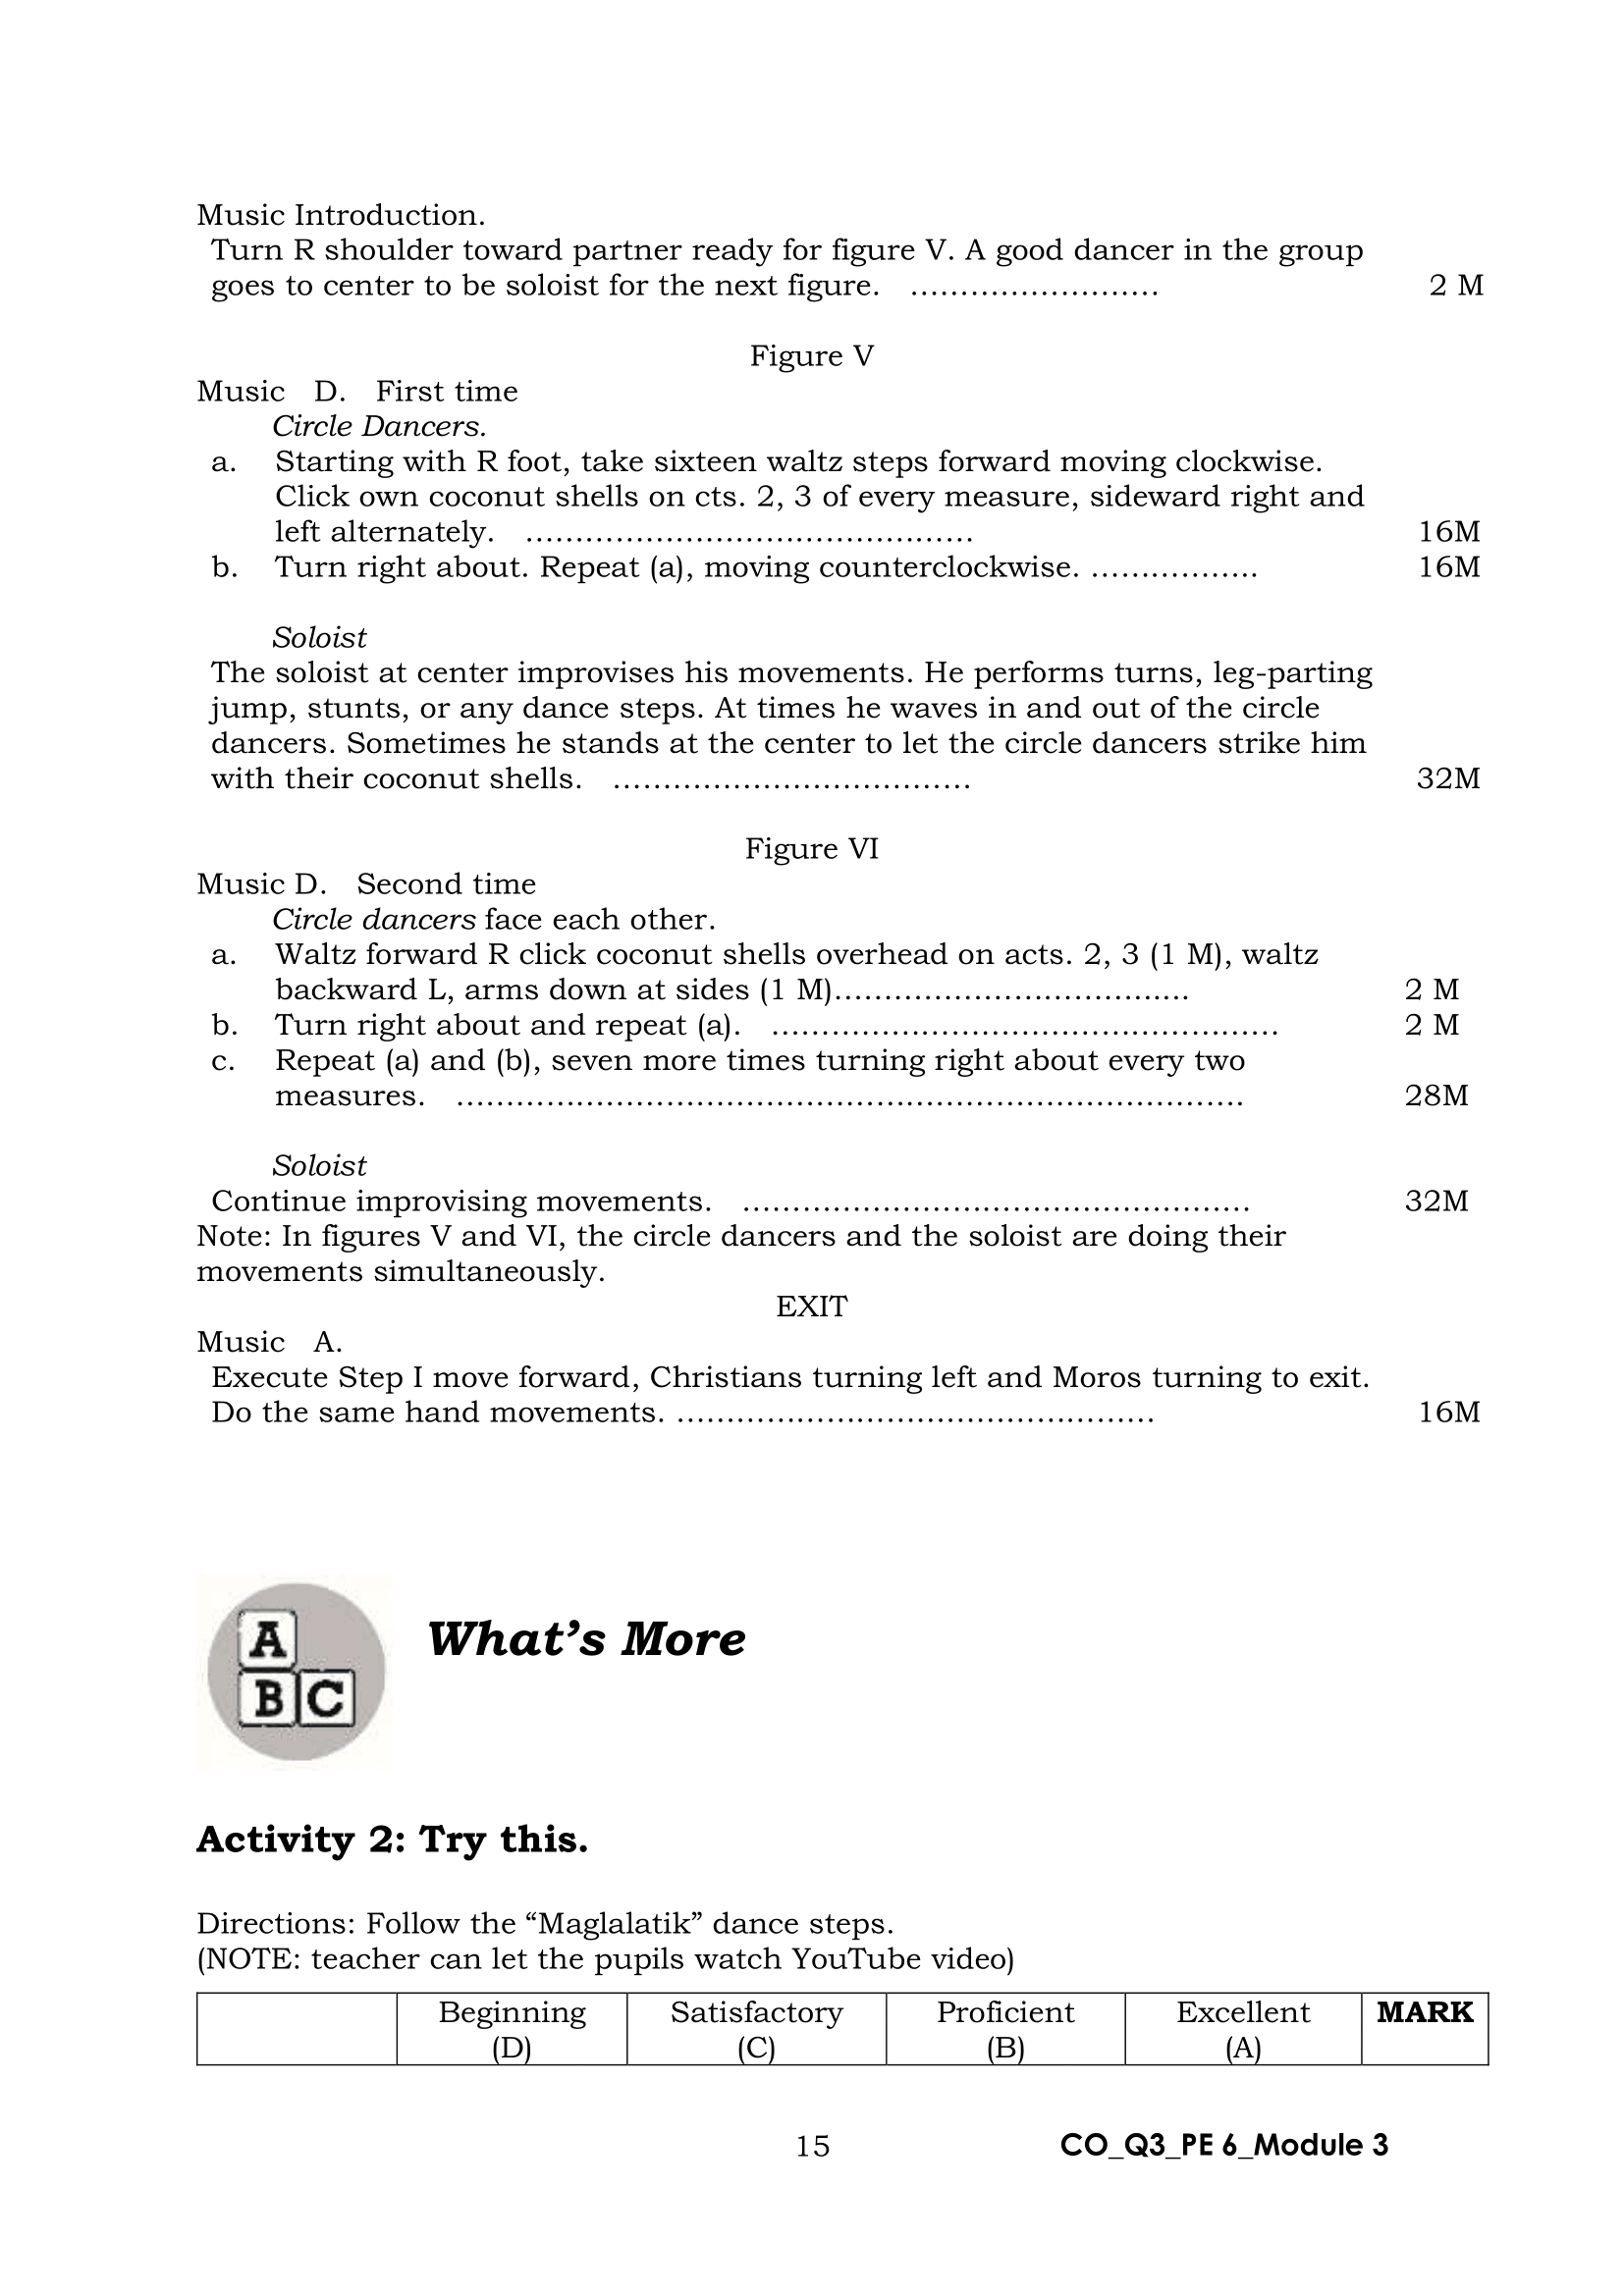 Music Introduction.
Turn R shoulder toward partner ready for figure V. A good dancer in the group
goes to center to be soloist for the next figure. ......................... 2 M
Figure V
Music D. First time
Circle Dancers.
a. Starting with R foot, take sixteen waltz steps forward moving clockwise.
Click own coconut shells on cts. 2, 3 of every measure, sideward right and
left alternately. ............................................. 16M
b. Turn right about. Repeat (a), moving counterclockwise. ................. 16M
Soloist
The soloist at center improvises his movements. He performs turns, leg-parting
jump, stunts, or any dance steps. At times he waves in and out of the circle
dancers. Sometimes he stands at the center to let the circle dancers strike him
with their coconut shells. .................................... 32M
Figure VI
Music D. Second time
Circle dancers face each other.
a. Waltz forward R click coconut shells overhead on acts. 2, 3 (1 M), waltz
backward L, arms down at sides (1 M).................................... 2 M
b. Turn right about and repeat (a). ................................................... 2 M
c. Repeat (a) and (b), seven more times turning right about every two
measures. ............................................................................... 28M
Soloist
Continue improvising movements. ................................................... 32M
Note: In figures V and VI, the circle dancers and the soloist are doing their
movements simultaneously.
EXIT
Music A.
Execute Step I move forward, Christians turning left and Moros turning to exit.
Do the same hand movements. ................................................ 16M
A
B C
What's More
Activity 2: Try this.
Directions: Follow the “Maglalatik” dance steps.
(NOTE: teacher can let the pupils watch YouTube video)
Beginning Satisfactory Proficient Excellent MARK
(D) (C) (B) (A)
15 CO_Q3_PE 6_Module 3